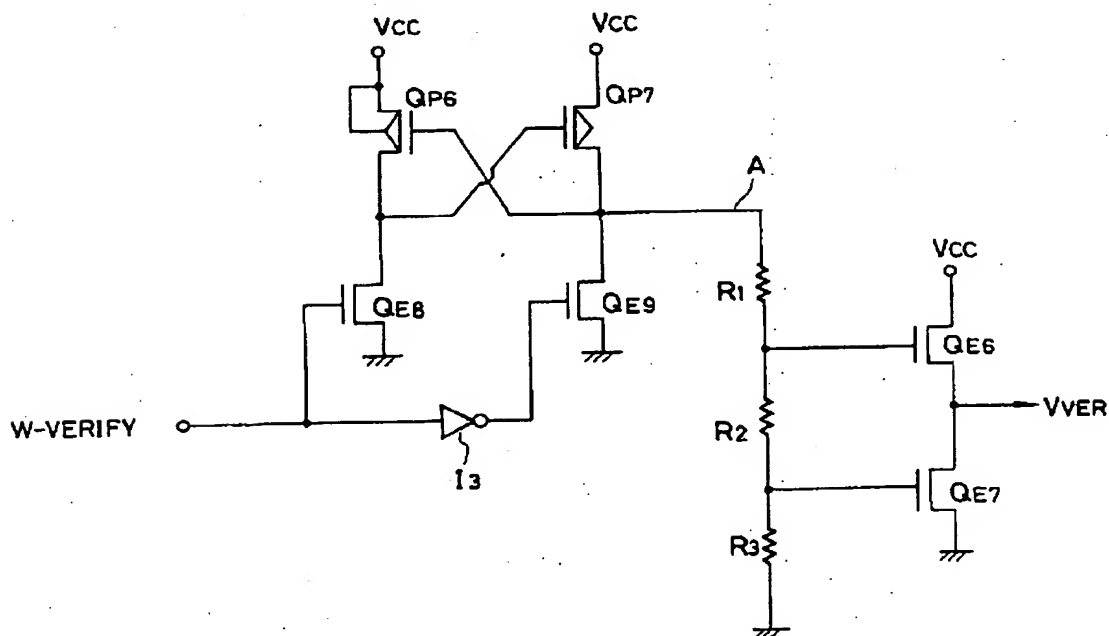 VCC
VCC
QP6
QP7
A
VCC
R1
QE8
QE9
QE6
W-VERIFY
R2
VVER
I3
QE7
R3